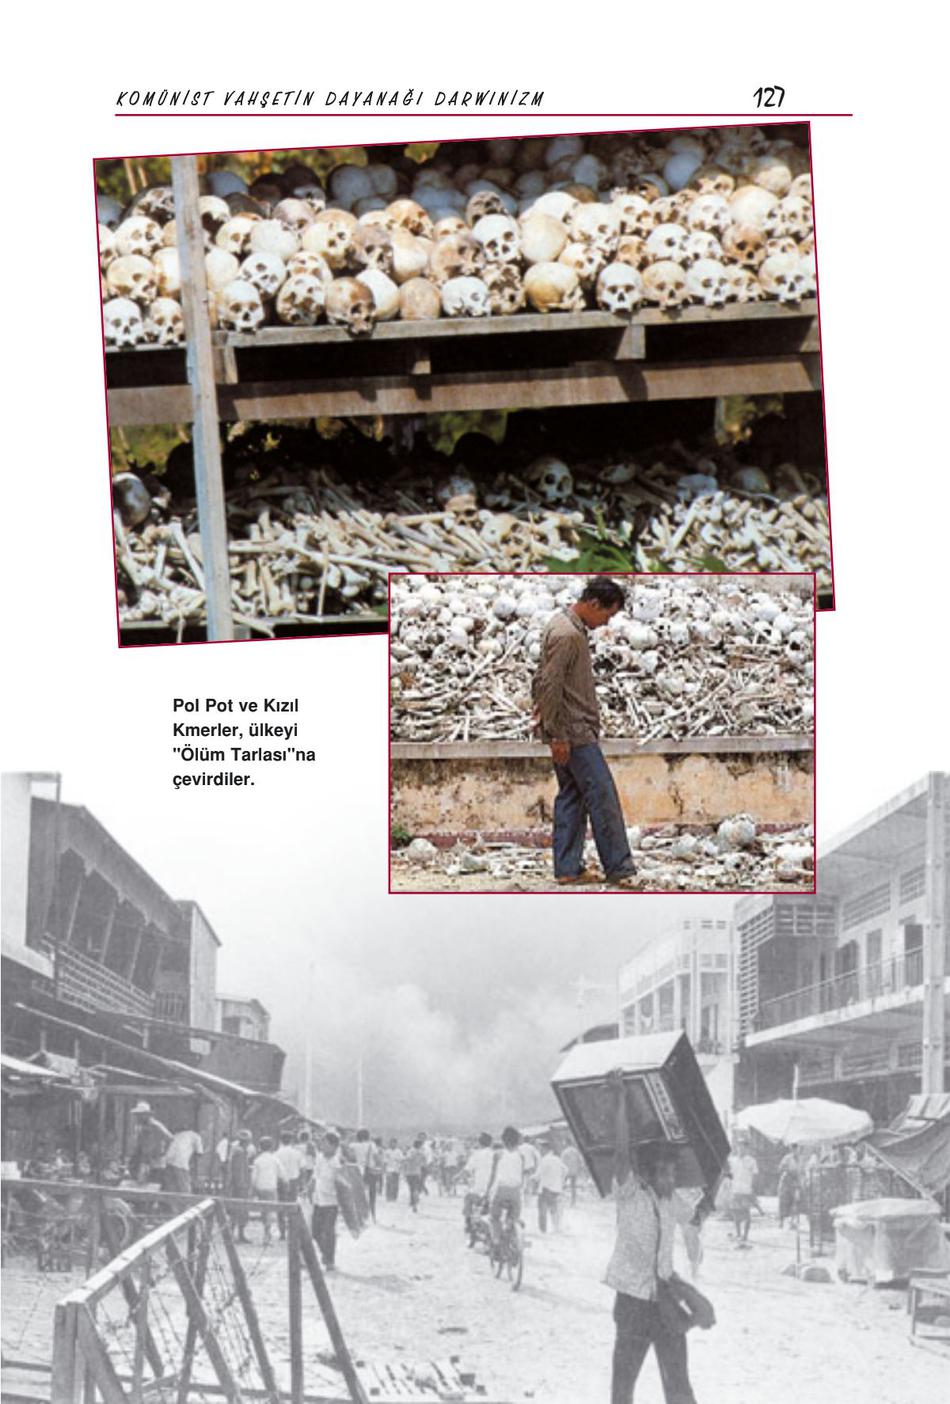 KOMÜNİST VAHŞETİN DAYANAĞI DARWINIZM 127
Pol Pot ve Kızıl
Kmerler, ülkeyi
"Ölüm Tarlası"na
çevirdiler.